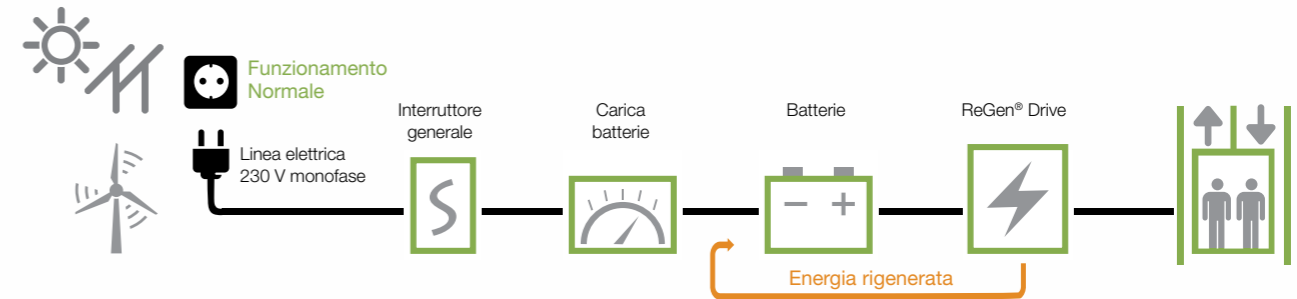 Funzionamento
Normale
Linea elettrica
230 V monofase
Interruttore
generale
Carica
batterie
Batterie
ReGen® Drive
Energia rigenerata